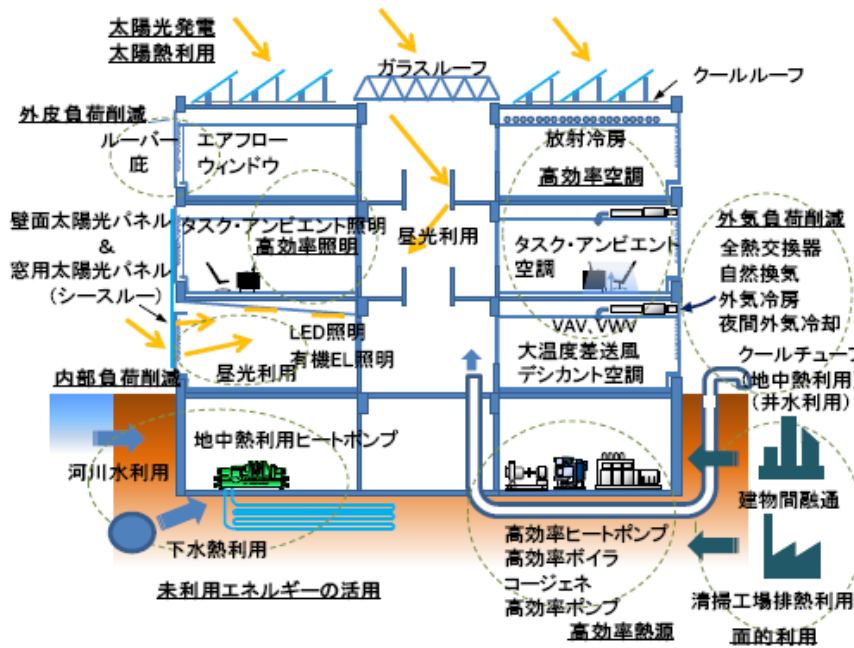 太陽光発電
太陽熱利用
ガラスルーフ
クールルーフ
外皮負荷削減
ルーバー
庇
エアフロー
ウィンドウ
放射冷房
高効率空調
壁面太陽光パネル
&
窓用太陽光パネル
(シースルー)
タスク・アンビエント照明
高効率照明
昼光利用
タスク・アンビエント
空調
外気負荷削減
全熱交換器
自然換気
外気冷房
夜間外気冷却
クールチューブ
(地中熱利用)
(井水利用)
LED照明
有機EL照明
昼光利用
VAV、VWV
大温度差送風
デシカント空調
内部負荷削減
地中熱利用ヒートポンプ
河川水利用
下水熱利用
未利用エネルギーの活用
高効率ヒートポンプ
高効率ボイラ
コージェネ
高効率ポンプ
高効率熱源
建物間融通
清掃工場排熱利用
面的利用